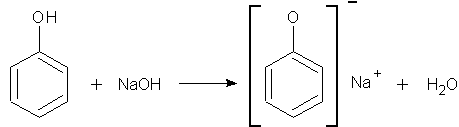 OH
O −
+ NaOH Na⁺ + H₂O